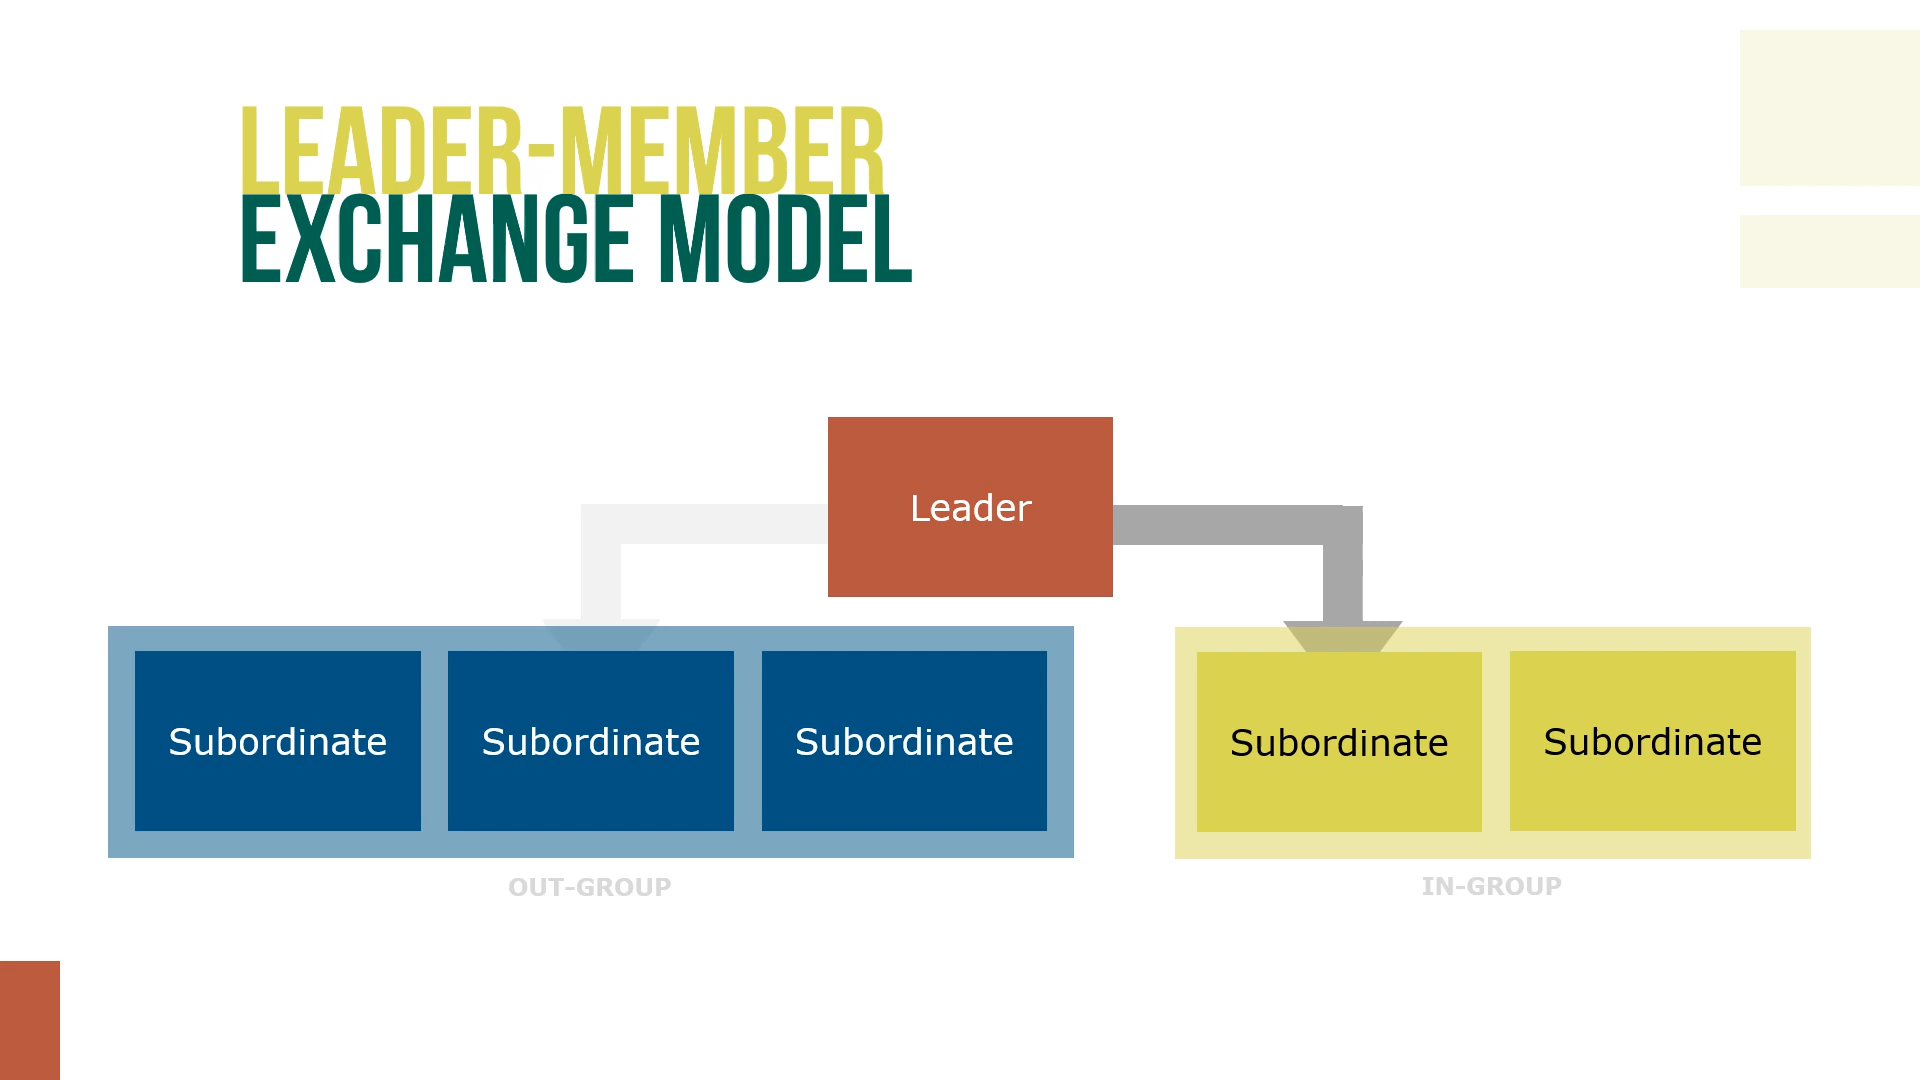 LEADER-MEMBER
EXCHANGE MODEL
Leader
Subordinate
Subordinate
Subordinate
Subordinate
Subordinate
OUT-GROUP
IN-GROUP